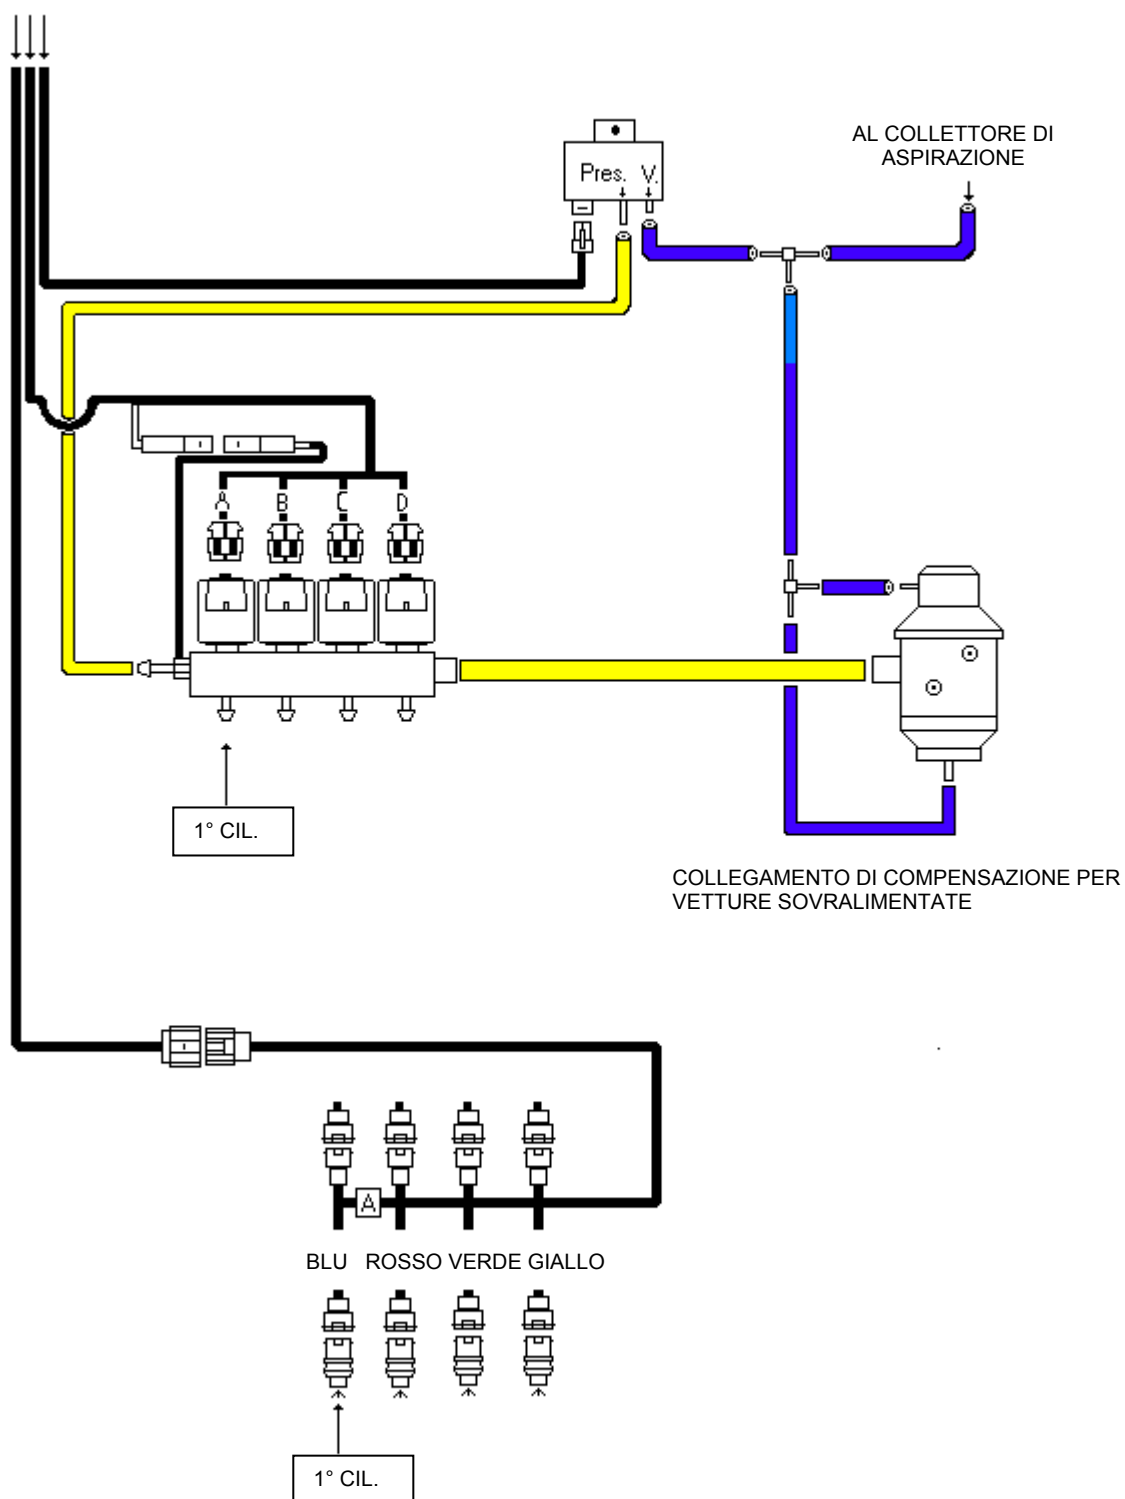 AL COLLETTORE DI
ASPIRAZIONE
Pres. V.
A B C D
1° CIL.
COLLEGAMENTO DI COMPENSAZIONE PER
VETTURE SOVRALIMENTATE
A
BLU ROSSO VERDE GIALLO
1° CIL.